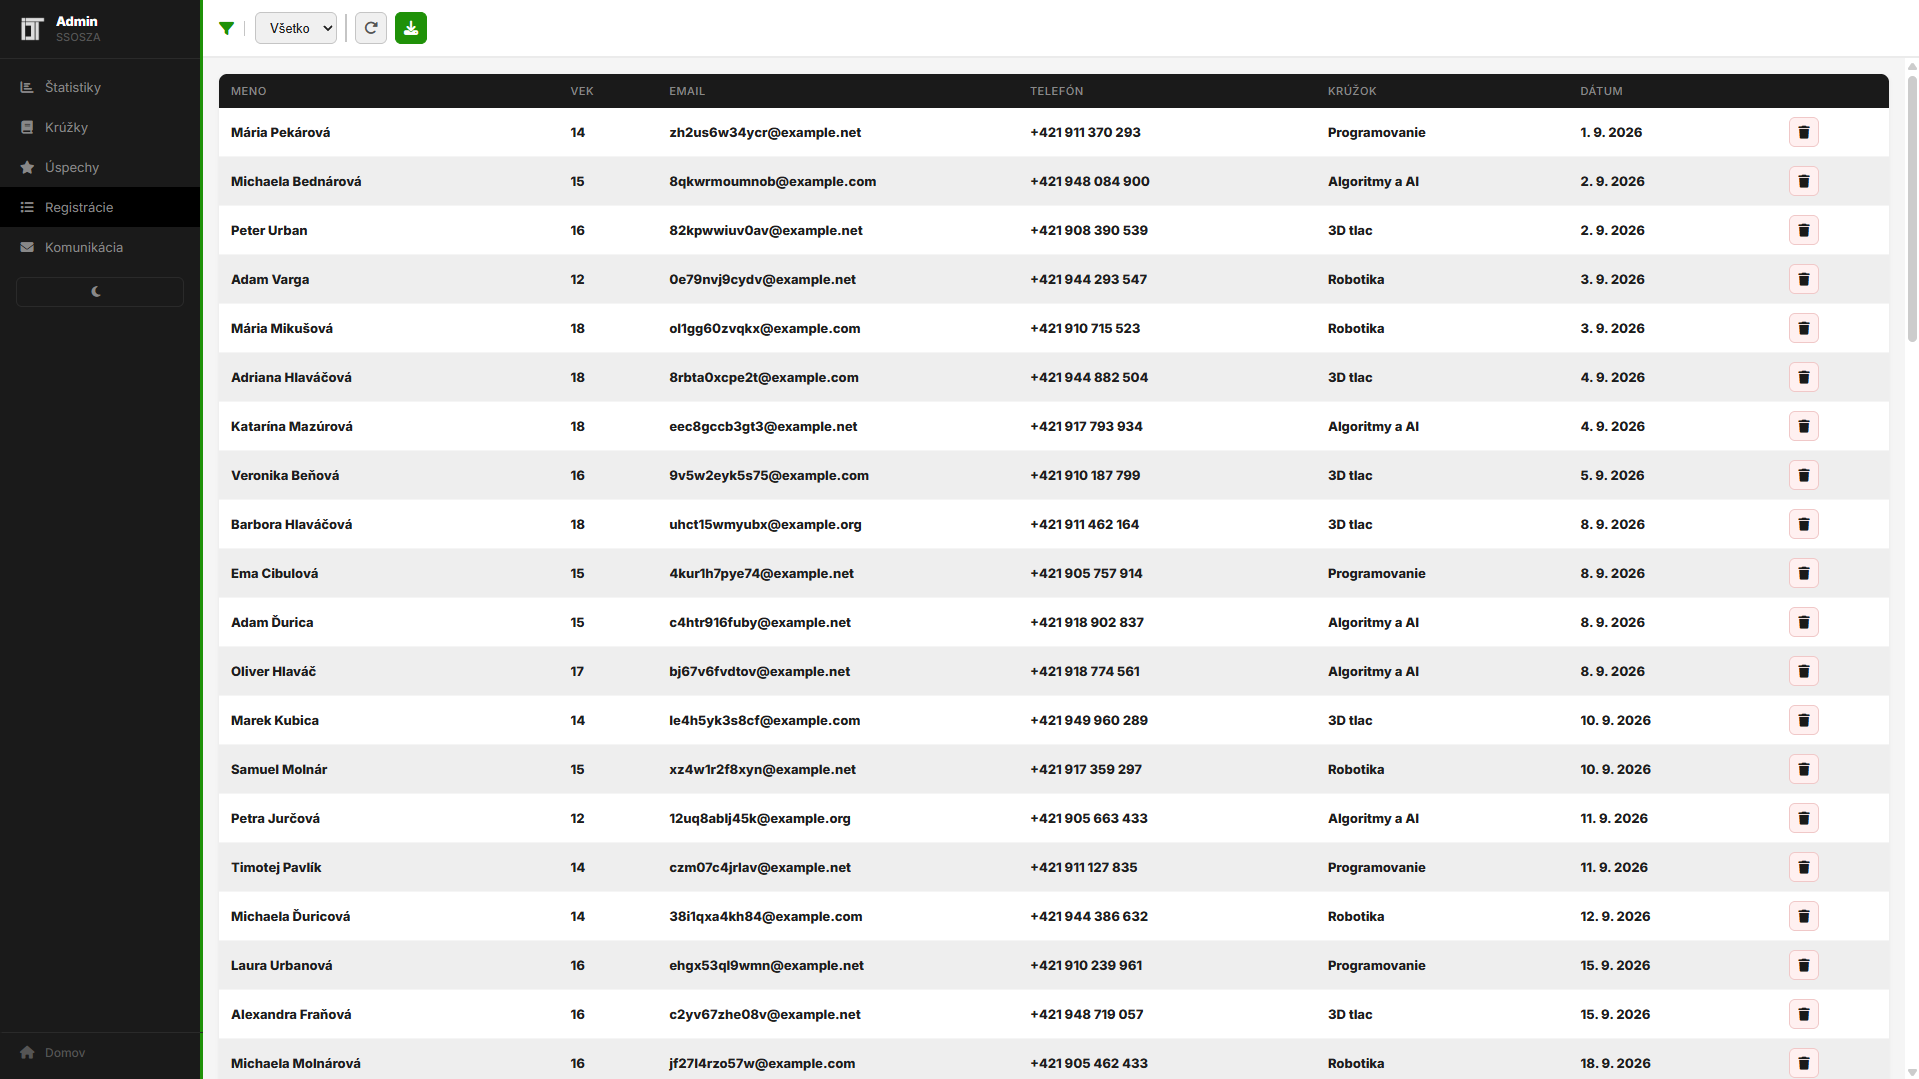 Admin
SSOSZA
Štatistiky
Krúžky
Úspechy
Registrácie
Komunikácia
Domov
Všetko
MENO VEK EMAIL TELEFÓN KRÚŽOK DÁTUM
Mária Pekárová 14 zh2us6w34ycr@example.net +421 911 370 293 Programovanie 1. 9. 2026
Michaela Bednárová 15 8qkwrmoumnob@example.com +421 948 084 900 Algoritmy a AI 2. 9. 2026
Peter Urban 16 82kpwwiuv0av@example.net +421 908 390 539 3D tlac 2. 9. 2026
Adam Varga 12 0e79nvj9cydv@example.net +421 944 293 547 Robotika 3. 9. 2026
Mária Mikušová 18 ol1gg60zvqkx@example.com +421 910 715 523 Robotika 3. 9. 2026
Adriana Hlaváčová 18 8rbta0xcpe2t@example.com +421 944 882 504 3D tlac 4. 9. 2026
Katarína Mazúrová 18 eec8gccb3gt3@example.net +421 917 793 934 Algoritmy a AI 4. 9. 2026
Veronika Beňová 16 9v5w2eyk5s75@example.com +421 910 187 799 3D tlac 5. 9. 2026
Barbora Hlaváčová 18 uhct15wmyubx@example.org +421 911 462 164 3D tlac 8. 9. 2026
Ema Cibulová 15 4kur1h7pye74@example.net +421 905 757 914 Programovanie 8. 9. 2026
Adam Ďurica 15 c4htr916fuby@example.net +421 918 902 837 Algoritmy a AI 8. 9. 2026
Oliver Hlaváč 17 bj67v6fvdtov@example.net +421 918 774 561 Algoritmy a AI 8. 9. 2026
Marek Kubica 14 le4h5yk3s8cf@example.com +421 949 960 289 3D tlac 10. 9. 2026
Samuel Molnár 15 xz4w1r2f8xyn@example.net +421 917 359 297 Robotika 10. 9. 2026
Petra Jurčová 12 12uq8ablj45k@example.org +421 905 663 433 Algoritmy a AI 11. 9. 2026
Timotej Pavlík 14 czm07c4jrlav@example.net +421 911 127 835 Programovanie 11. 9. 2026
Michaela Ďuricová 14 38i1qxa4kh84@example.com +421 944 386 632 Robotika 12. 9. 2026
Laura Urbanová 16 ehgx53ql9wmn@example.net +421 910 239 961 Programovanie 15. 9. 2026
Alexandra Fraňová 16 c2yv67zhe08v@example.net +421 948 719 057 3D tlac 15. 9. 2026
Michaela Molnárová 16 jf27l4rzo57w@example.com +421 905 462 433 Robotika 18. 9. 2026